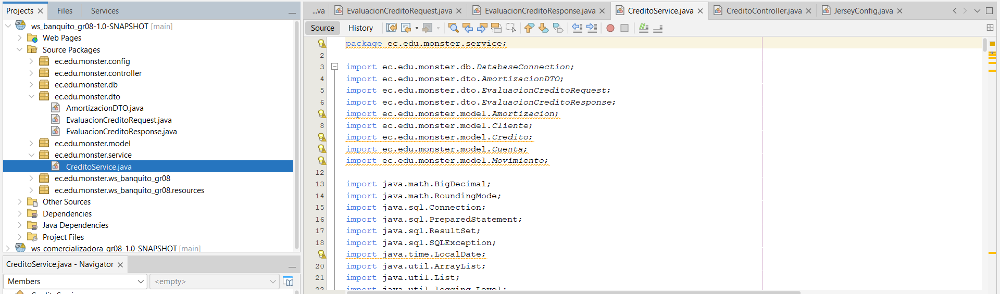 Projects
Files
Services
ws_banquito_gr08-1.0-SNAPSHOT [main]
Web Pages
Source Packages
ec.edu.monster.config
ec.edu.monster.controller
ec.edu.monster.db
ec.edu.monster.dto
AmortizacionDTO.java
EvaluacionCreditoRequest.java
EvaluacionCreditoResponse.java
ec.edu.monster.model
ec.edu.monster.service
CreditoService.java
ec.edu.monster.ws_banquito_gr08
ec.edu.monster.ws_banquito_gr08.resources
Other Sources
Dependencies
Java Dependencies
Project Files
ws_comercializadora_gr08-1.0-SNAPSHOT [main]
CreditoService.java - Navigator
Members
<empty>
...va
EvaluacionCreditoRequest.java
EvaluacionCreditoResponse.java
CreditoService.java
CreditoController.java
JerseyConfig.java
Source
History
package ec.edu.monster.service;
2
3 import ec.edu.monster.db.DatabaseConnection;
4 import ec.edu.monster.dto.AmortizacionDTO;
5 import ec.edu.monster.dto.EvaluacionCreditoRequest;
6 import ec.edu.monster.dto.EvaluacionCreditoResponse;
import ec.edu.monster.model.Amortizacion;
8 import ec.edu.monster.model.Cliente;
import ec.edu.monster.model.Credito;
import ec.edu.monster.model.Cuenta;
import ec.edu.monster.model.Movimiento;
12
13 import java.math.BigDecimal;
14 import java.math.RoundingMode;
15 import java.sql.Connection;
16 import java.sql.PreparedStatement;
17 import java.sql.ResultSet;
18 import java.sql.SQLException;
import java.time.LocalDate;
20 import java.util.ArrayList;
21 import java.util.List;
22 import java.util.logging.Level;